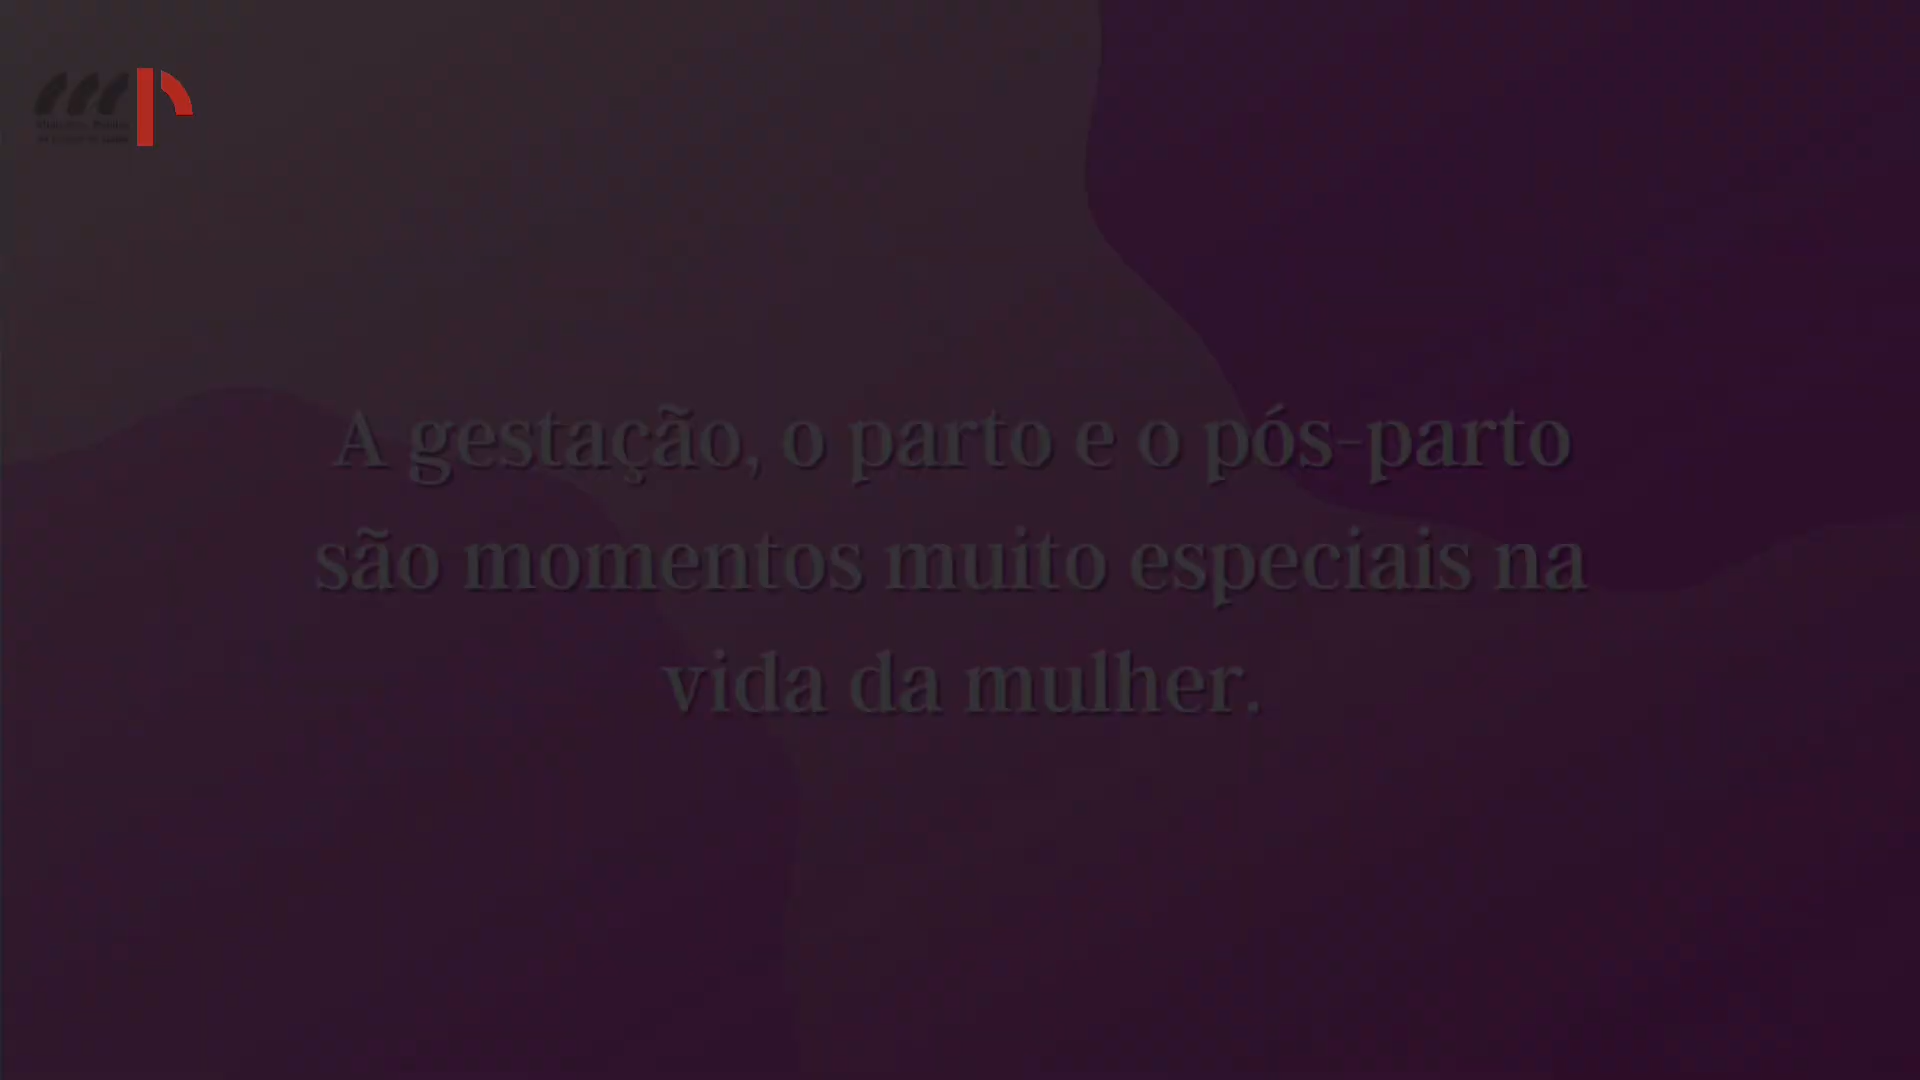 A gestação, o parto e o pós-parto
são momentos muito especiais na
vida da mulher.